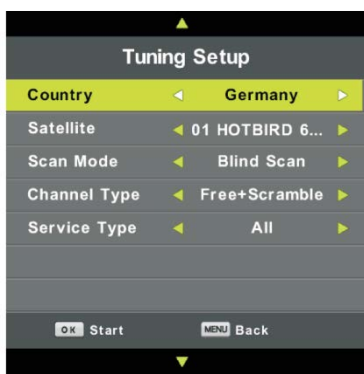 Tuning Setup
Country Germany
Satellite 01 HOTBIRD 6...
Scan Mode Blind Scan
Channel Type Free+Scramble
Service Type All
OK Start MENU Back